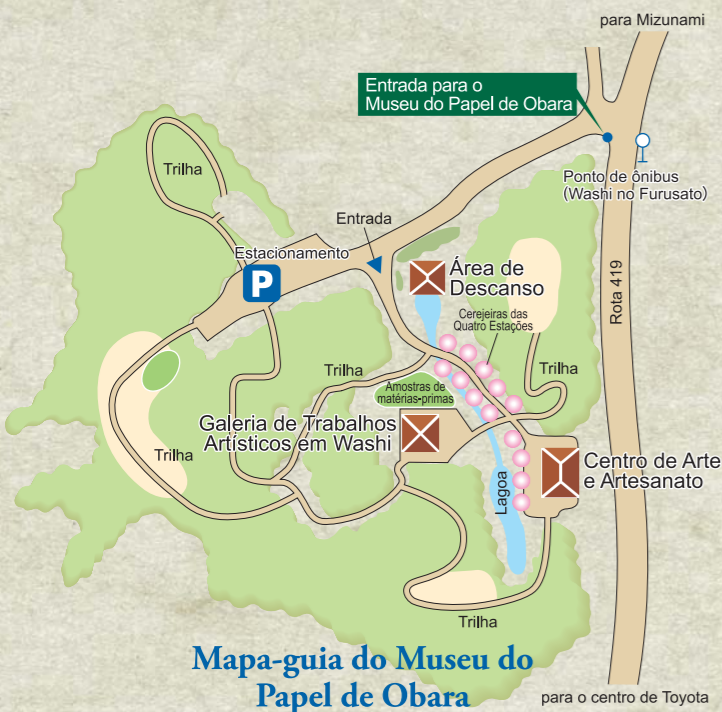 para Mizunami
Entrada para o
Museu do Papel de Obara
Ponto de ônibus
(Washi no Furusato)
Trilha
Entrada
Estacionamento
P
Área de
Descanso
Rota 419
Cerejeiras das
Quatro Estações
Trilha
Trilha
Amostras de
matérias-primas
Galeria de Trabalhos
Artísticos em Washi
Trilha
Centro de Arte
e Artesanato
Lagoa
Trilha
Mapa-guia do Museu do
Papel de Obara
para o centro de Toyota